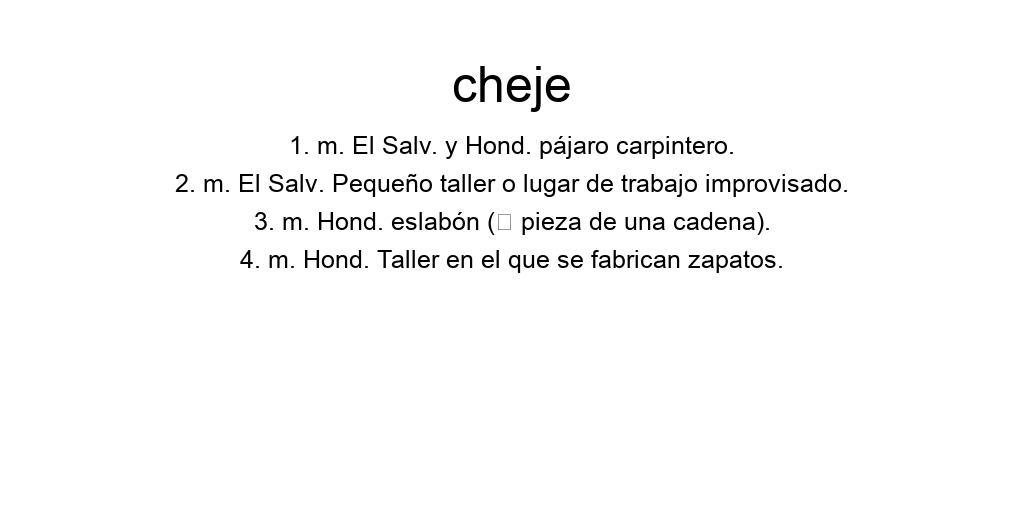 cheje
1. m. El Salv. y Hond. pájaro carpintero.
2. m. El Salv. Pequeño taller o lugar de trabajo improvisado.
3. m. Hond. eslabón (□ pieza de una cadena).
4. m. Hond. Taller en el que se fabrican zapatos.